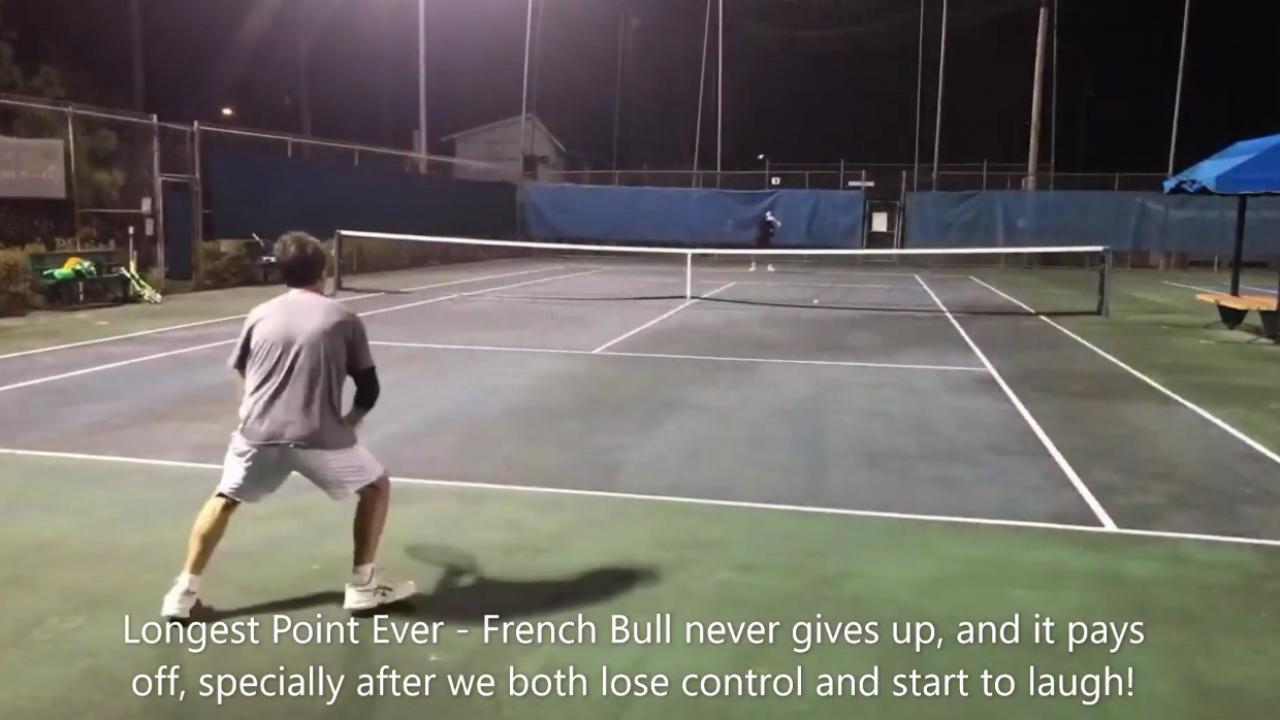 Longest Point Ever - French Bull never gives up, and it pays
off, specially after we both lose control and start to laugh!